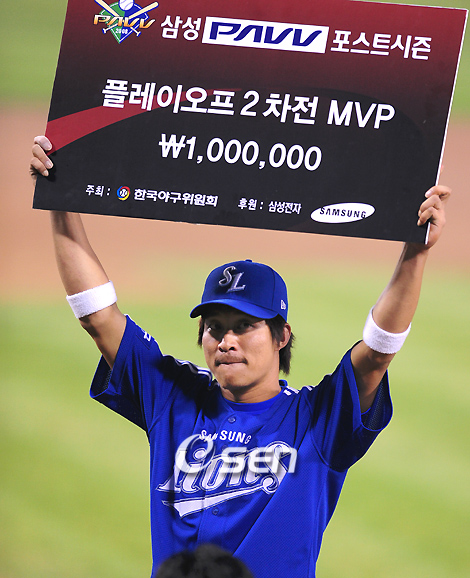 PAVV
2008
삼성 PAVV 포스트시즌
플레이오프 2 차전 MVP
₩1,000,000
주최 : 한국야구위원회 후원 : 삼성전자 SAMSUNG
SL
SAMSUNG
Lions
OSEN